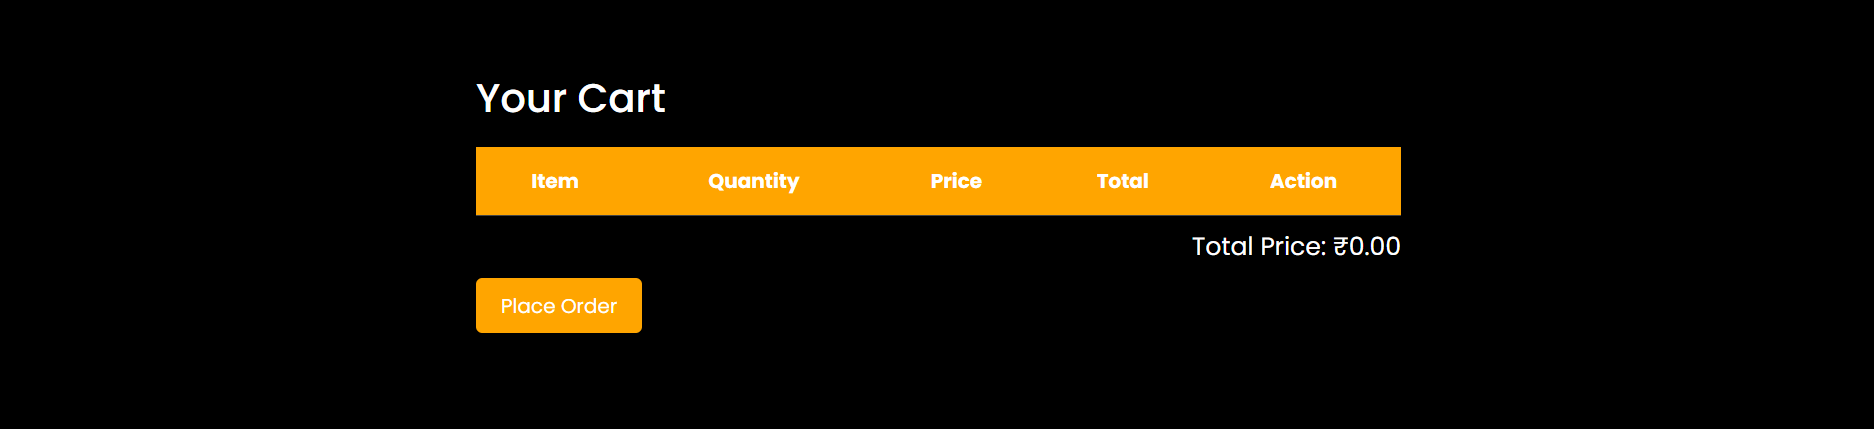 Your Cart
Item Quantity Price Total Action
Total Price: ₹0.00
Place Order